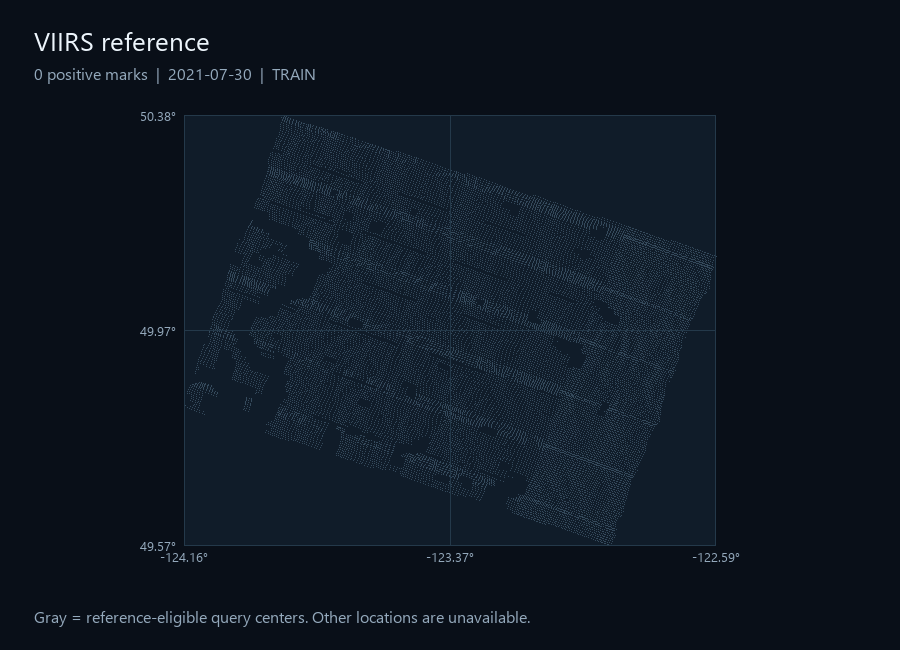 VIIRS reference
0 positive marks | 2021-07-30 | TRAIN
50.38°
49.97°
49.57°
-124.16°
-123.37°
-122.59°
Gray = reference-eligible query centers. Other locations are unavailable.